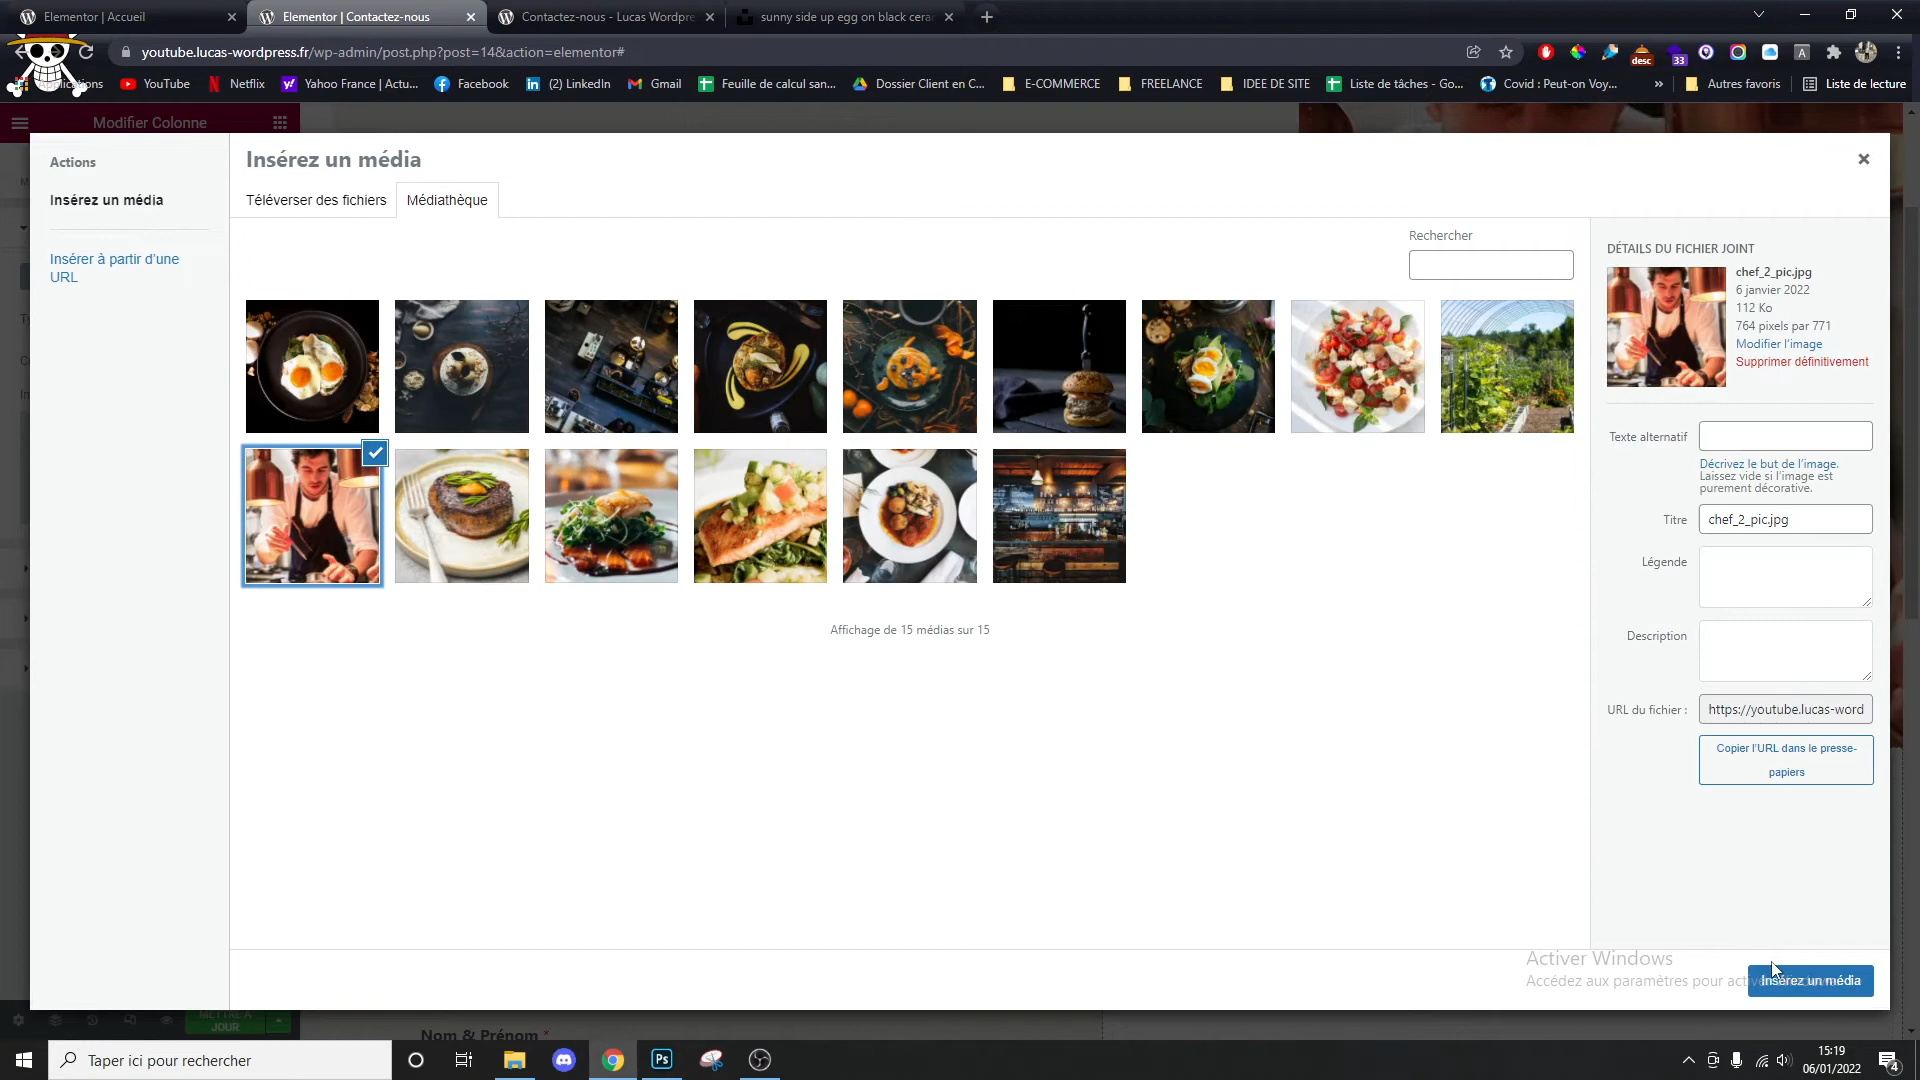 Elementor | Accueil
Elementor | Contactez-nous
Contactez-nous - Lucas Wordpre
sunny side up egg on black cerar
youtube.lucas-wordpress.fr/wp-admin/post.php?post=14&action=elementor#
desc
33
A
YouTube
Netflix
Yahoo France | Actu...
Facebook
(2) LinkedIn
Gmail
Feuille de calcul san...
Dossier Client en C...
E-COMMERCE
FREELANCE
IDEE DE SITE
Liste de tâches - Go...
Covid : Peut-on Voy...
»
Autres favoris
Liste de lecture
Modifier Colonne
Actions
Insérez un média
Insérer à partir d'une
URL
Insérez un média
Téléverser des fichiers
Médiathèque
Rechercher
Affichage de 15 médias sur 15
DÉTAILS DU FICHIER JOINT
chef_2_pic.jpg
6 janvier 2022
112 Ko
764 pixels par 771
Modifier l'image
Supprimer définitivement
Texte alternatif
Décrivez le but de l'image.
Laissez vide si l'image est
purement décorative.
Titre
chef_2_pic.jpg
Légende
Description
URL du fichier :
https://youtube.lucas-word
Copier l'URL dans le presse-
papiers
Activer Windows
Accédez aux paramètres pour activ
Insérez un média
METTRE À
JOUR
Nom & Prénom *
Taper ici pour rechercher
Ps
15:19
06/01/2022
4